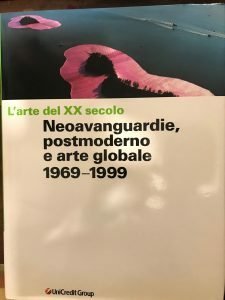 L'arte del XX secolo
Neoavanguardie,
postmoderno
e arte globale
1969–1999
UniCredit Group